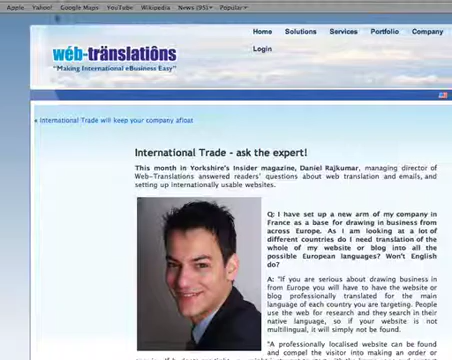 Apple Yahoo! Google Maps YouTube Wikipedia News (95) Popular
Home Solutions Services Portfolio Company
Login
wéb-tränslatiôns
"Making International eBusiness Easy"
« International Trade will keep your company afloat
International Trade - ask the expert!
This month in Yorkshire's Insider magazine, Daniel Rajkumar, managing director of
Web-Translations answered readers' questions about web translation and emails, and
setting up internationally usable websites.
Q: I have set up a new arm of my company in
France as a base for drawing in business from
across Europe. As I am looking at a lot of
different countries do I need translation of the
whole of my website or blog into all the
possible European languages? Won't English
do?
A: "If you are serious about drawing business in
from Europe you will have to have the website or
blog professionally translated for the main
language of each country you are targeting. People
use the web for research and they search in their
native language, so if your website is not
multilingual, it will simply not be found.
"A professionally localised website can be found
and compel the visitor into making an order or